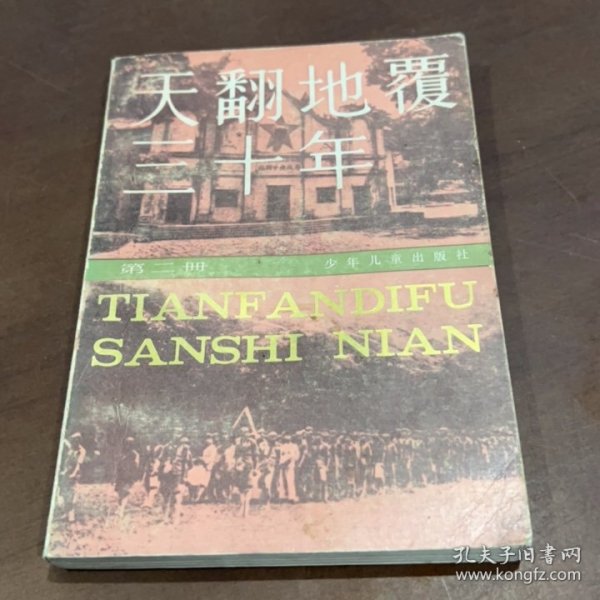 天翻地覆
三十年
第二册 少年儿童出版社
TIANFANDIFU
SANSHI NIAN
孔夫子旧书网
www.kongfz.com